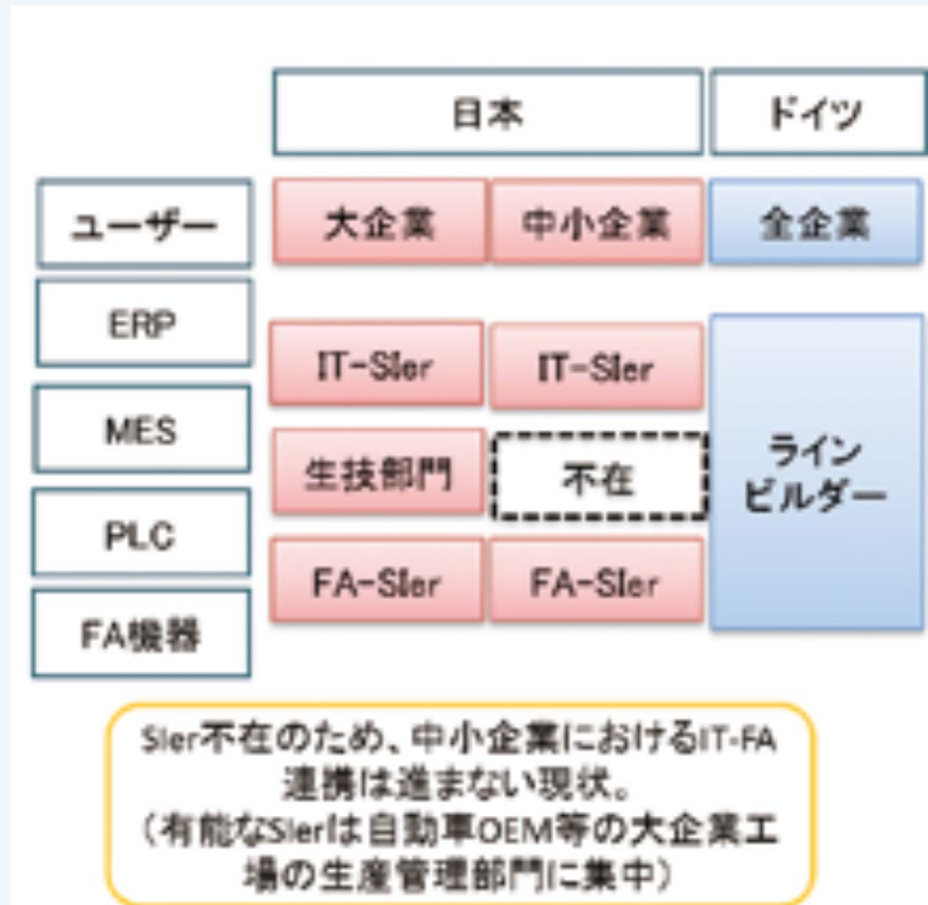 日本
ドイツ
ユーザー
大企業
中小企業
全企業
ERP
IT-SIer
IT-SIer
MES
生技部門
不在
ライン
ビルダー
PLC
FA-SIer
FA-SIer
FA機器
SIer不在のため、中小企業におけるIT-FA
連携は進まない現状。
（有能なSIerは自動車OEM等の大企業工
場の生産管理部門に集中）